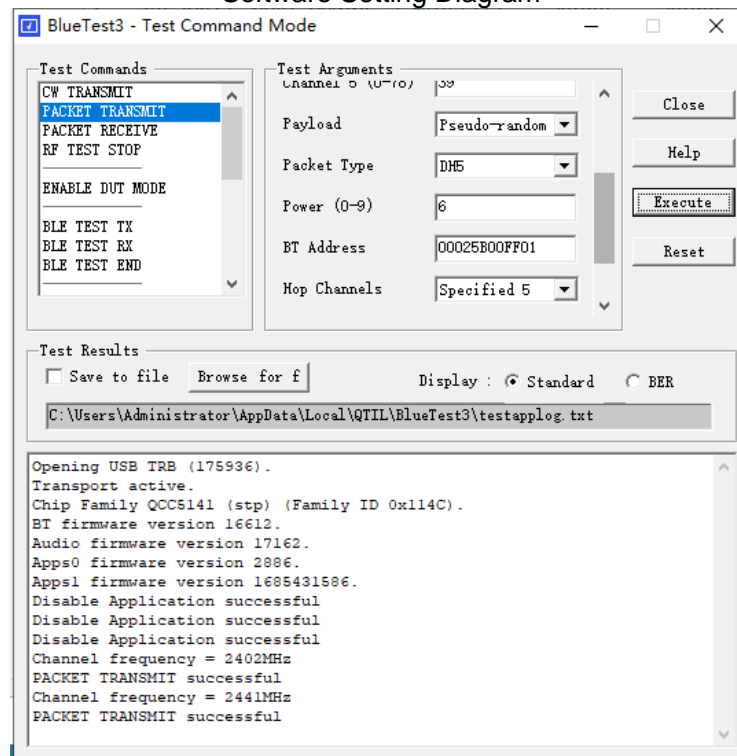 Software Setting Diagram
BlueTest3 - Test Command Mode
Test Commands
CW TRANSMIT
PACKET TRANSMIT
PACKET RECEIVE
RF TEST STOP
ENABLE DUT MODE
BLE TEST TX
BLE TEST RX
BLE TEST END
Test Arguments
Channel 5 (0-78) 39
Payload Pseudo-random
Packet Type DH5
Power (0-9) 6
BT Address 00025B00FF01
Hop Channels Specified 5
Close
Help
Execute
Reset
Test Results
Save to file Browse for f Display : Standard BER
C:\Users\Administrator\AppData\Local\QTIL\BlueTest3\testapplog.txt
Opening USB TRB (175936).
Transport active.
Chip Family QCC5141 (stp) (Family ID 0x114C).
BT firmware version 16612.
Audio firmware version 17162.
Apps0 firmware version 2886.
Apps1 firmware version 1685431586.
Disable Application successful
Disable Application successful
Disable Application successful
Channel frequency = 2402MHz
PACKET TRANSMIT successful
Channel frequency = 2441MHz
PACKET TRANSMIT successful